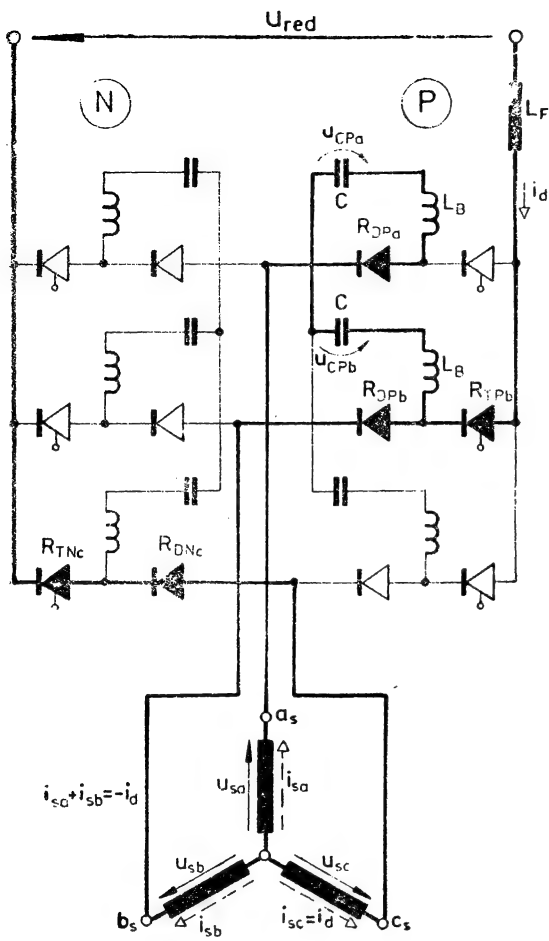 u_red
N
P
L_F
u_CPa
i_d
C
L_B
R_DPa
C
u_CPb
L_B
R_DPb
R_TPb
R_TNc
R_DNc
a_s
u_sa
i_sa
i_sa+i_sb=-i_d
u_sb
u_sc
b_s
i_sb
i_sc=i_d
c_s